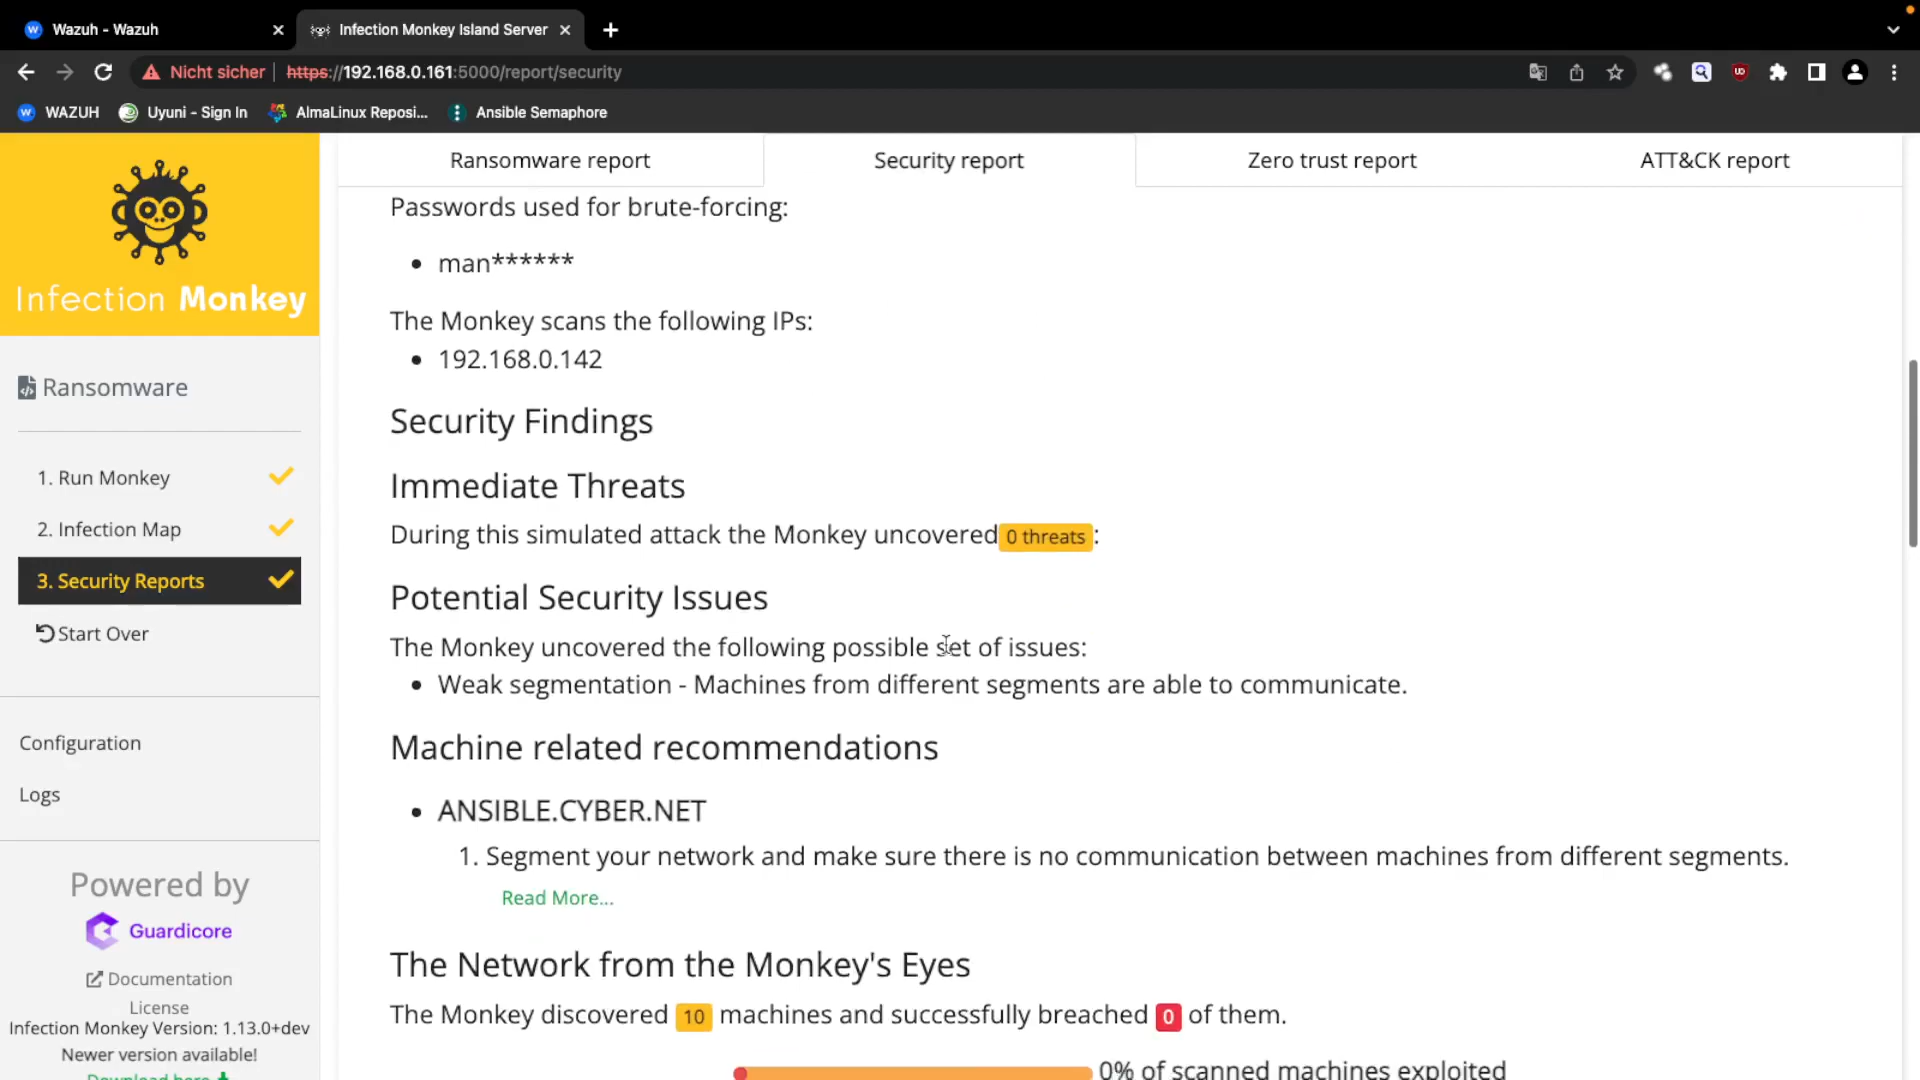 Wazuh - Wazuh
Infection Monkey Island Server
Nicht sicher
https://192.168.0.161:5000/report/security
WAZUH
Uyuni - Sign In
AlmaLinux Reposi...
Ansible Semaphore
Infection Monkey
Ransomware
1. Run Monkey
2. Infection Map
3. Security Reports
Start Over
Configuration
Logs
Powered by
Guardicore
Documentation
License
Infection Monkey Version: 1.13.0+dev
Newer version available!
Download here
Ransomware report
Security report
Zero trust report
ATT&CK report
Passwords used for brute-forcing:
man******
The Monkey scans the following IPs:
192.168.0.142
Security Findings
Immediate Threats
During this simulated attack the Monkey uncovered 0 threats :
Potential Security Issues
The Monkey uncovered the following possible set of issues:
Weak segmentation - Machines from different segments are able to communicate.
Machine related recommendations
ANSIBLE.CYBER.NET
1. Segment your network and make sure there is no communication between machines from different segments.
Read More...
The Network from the Monkey's Eyes
The Monkey discovered 10 machines and successfully breached 0 of them.
0% of scanned machines exploited